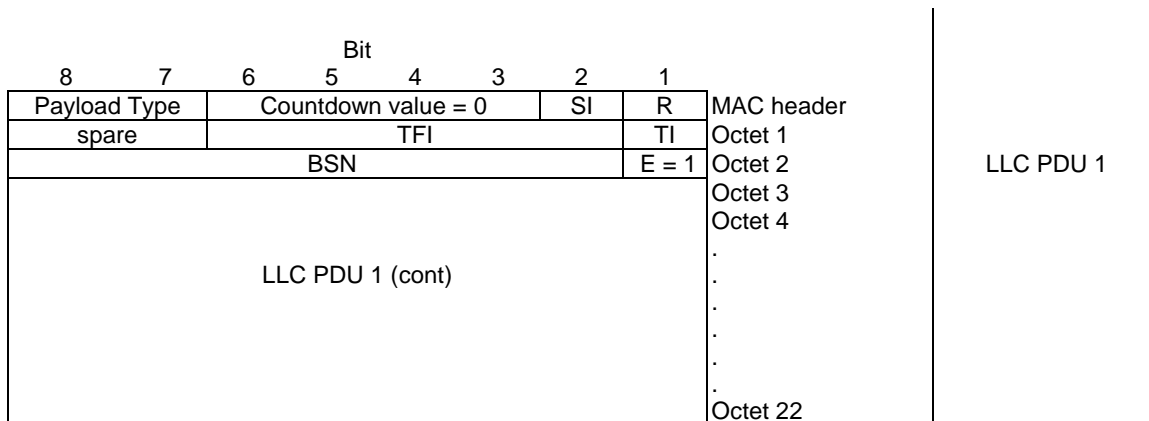 Bit
8 7 6 5 4 3 2 1
Payload Type Countdown value = 0 SI R MAC header
spare TFI TI Octet 1
BSN E = 1 Octet 2 LLC PDU 1
Octet 3
Octet 4
.
LLC PDU 1 (cont) .
.
.
.
.
Octet 22